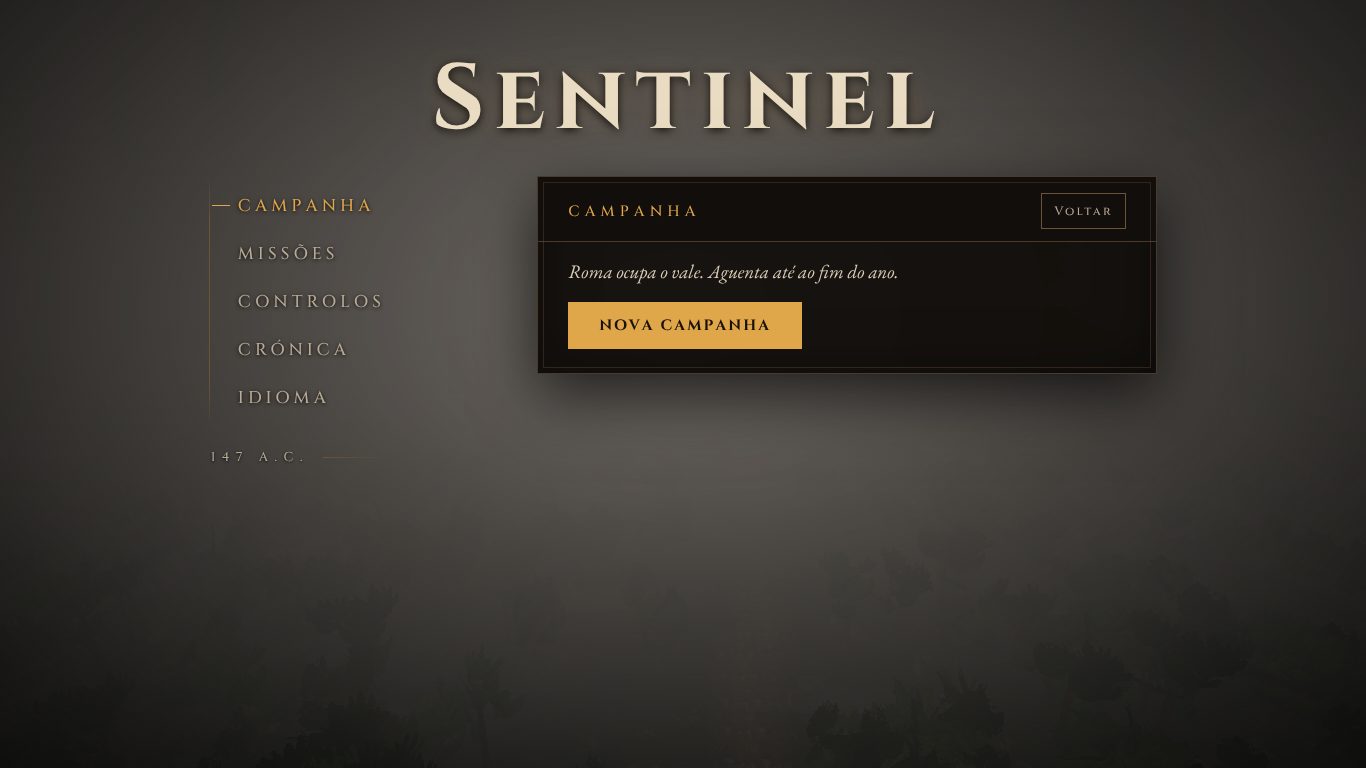 Sentinel
CAMPANHA
MISSÕES
CONTROLOS
CRÓNICA
IDIOMA
147 A.C.
CAMPANHA
Voltar
Roma ocupa o vale. Aguenta até ao fim do ano.
NOVA CAMPANHA